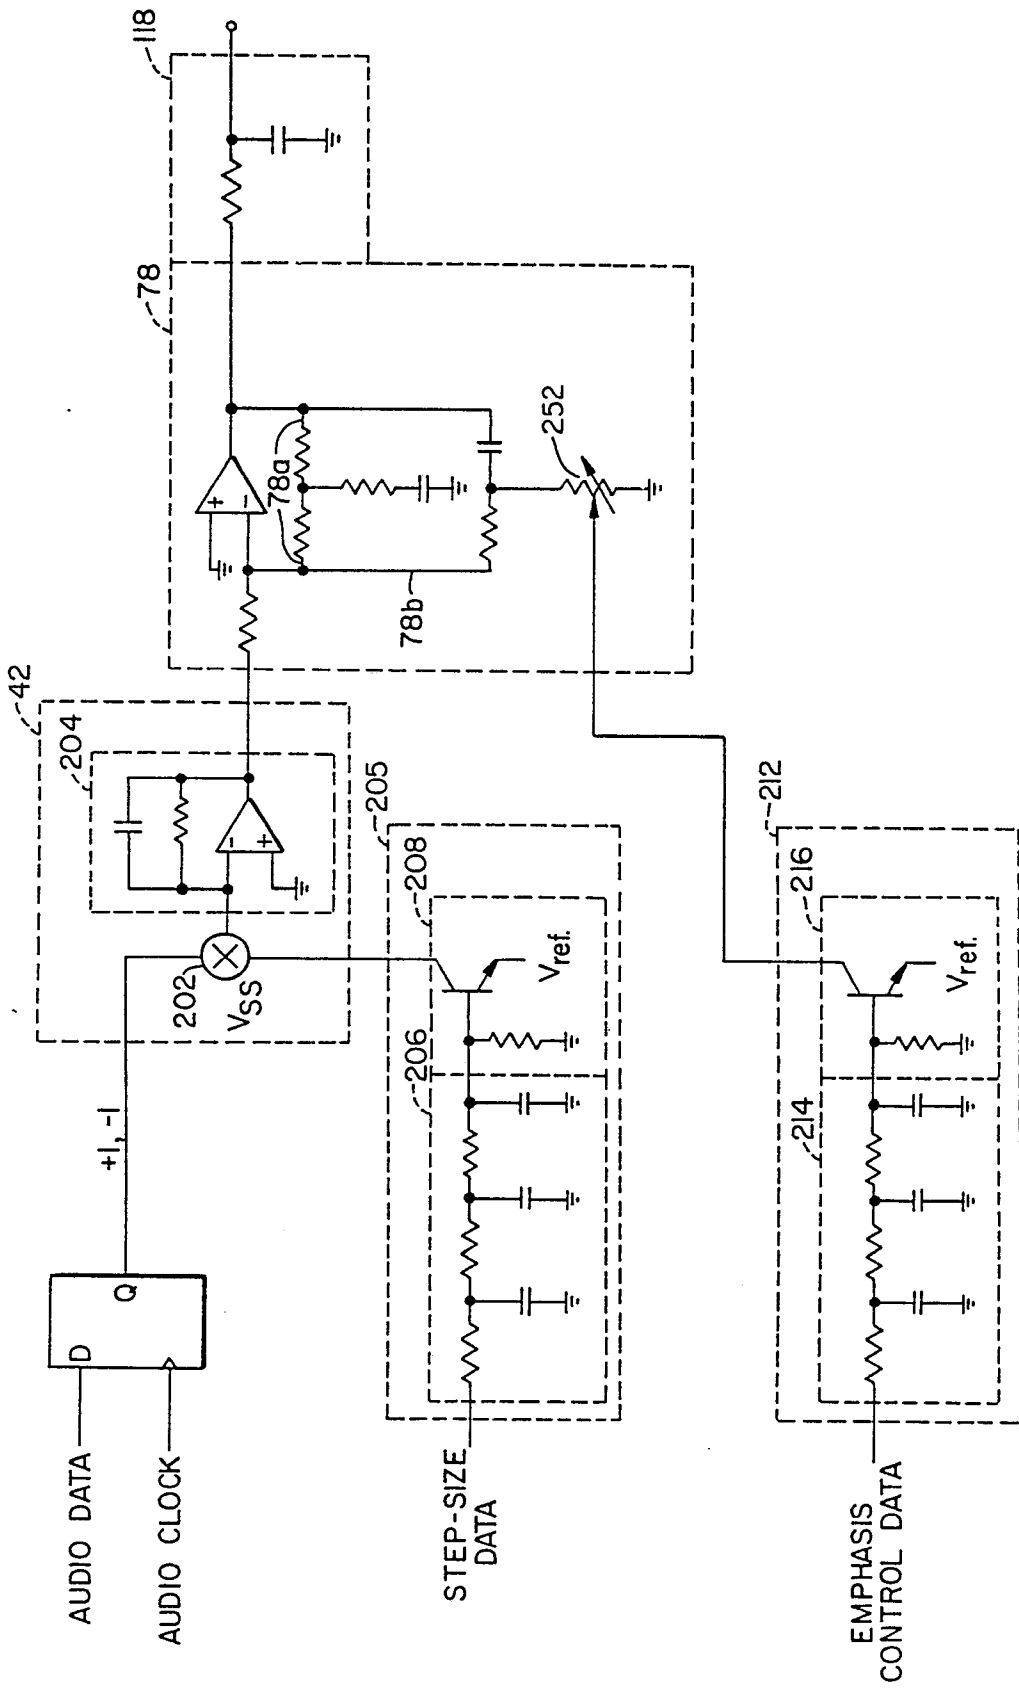 AUDIO DATA
AUDIO CLOCK
D
Q
+1, -1
42
204
202
VSS
-
+
STEP-SIZE
DATA
205
206
208
Vref.
78
+
-
78a
78b
252
118
EMPHASIS
CONTROL DATA
212
214
216
Vref.